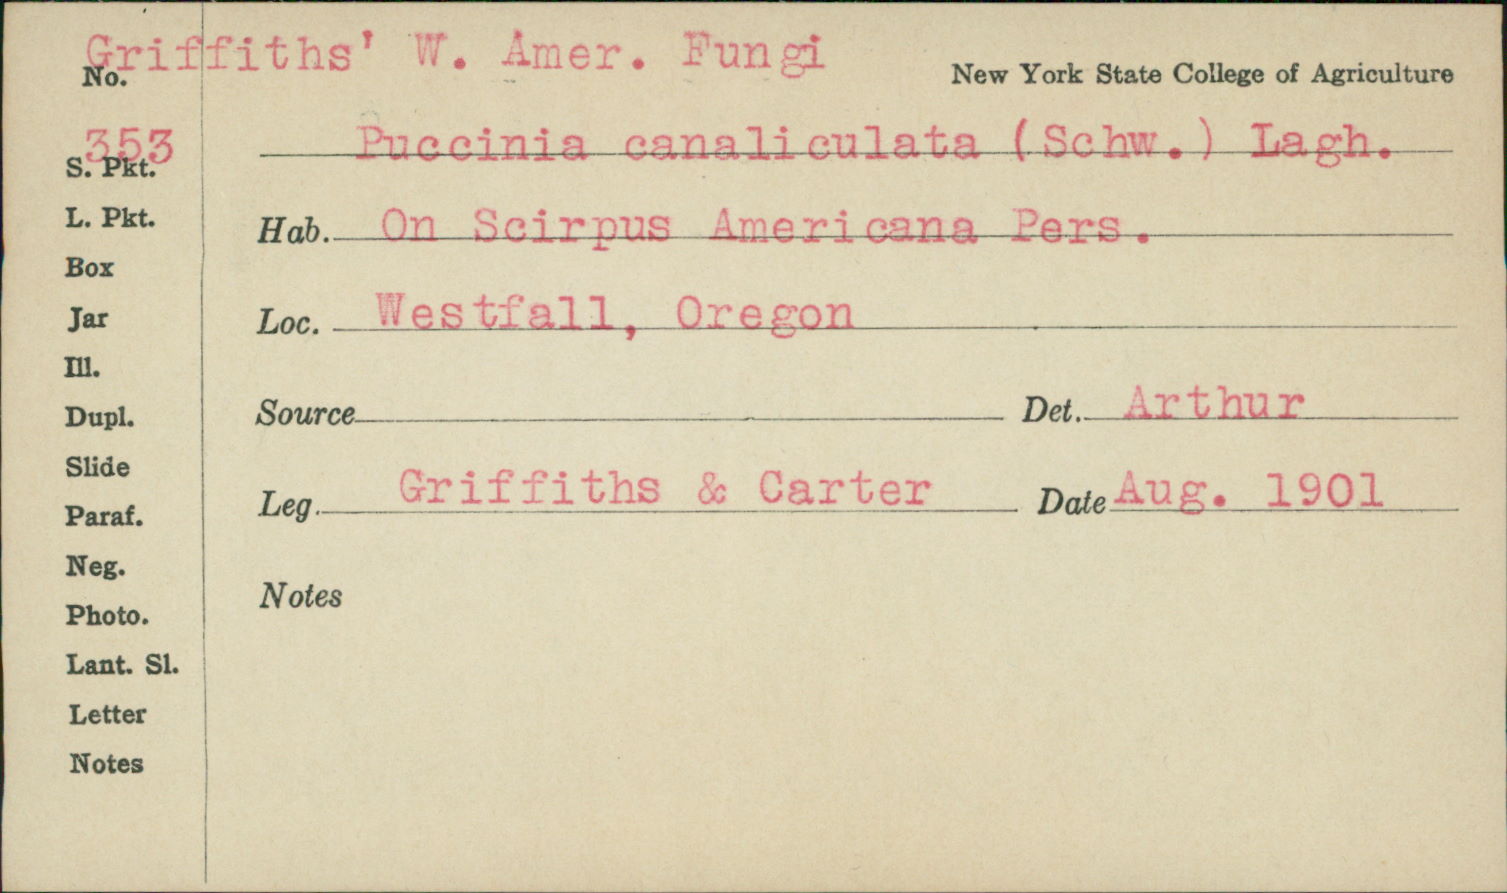 Griffiths' W. Amer. Fungi
No.
New York State College of Agriculture
353
Puccinia canaliculata (Schw.) Lagh.
S. Pkt.
L. Pkt.
Hab. On Scirpus Americana Pers.
Box
Jar
Loc. Westfall, Oregon
Ill.
Dupl.
Source
Det. Arthur
Slide
Leg. Griffiths & Carter
Date Aug. 1901
Paraf.
Neg.
Notes
Photo.
Lant. Sl.
Letter
Notes